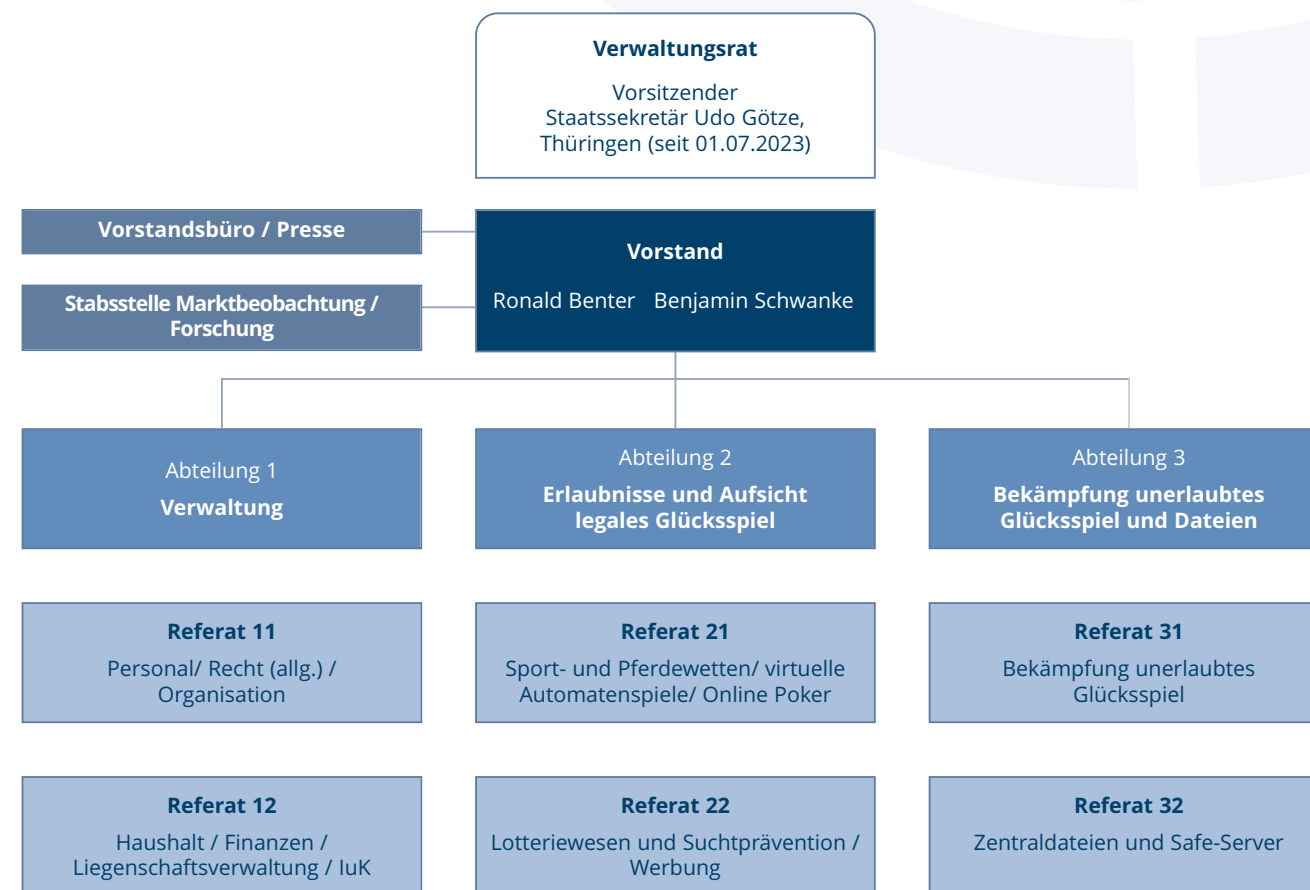 Verwaltungsrat
Vorsitzender
Staatssekretär Udo Götze,
Thüringen (seit 01.07.2023)
Vorstandsbüro / Presse
Stabsstelle Marktbeobachtung /
Forschung
Vorstand
Ronald Benter Benjamin Schwanke
Abteilung 1
Verwaltung
Abteilung 2
Erlaubnisse und Aufsicht
legales Glücksspiel
Abteilung 3
Bekämpfung unerlaubtes
Glücksspiel und Dateien
Referat 11
Personal/ Recht (allg.) /
Organisation
Referat 21
Sport- und Pferdewetten/ virtuelle
Automatenspiele/ Online Poker
Referat 31
Bekämpfung unerlaubtes
Glücksspiel
Referat 12
Haushalt / Finanzen /
Liegenschaftsverwaltung / IuK
Referat 22
Lotteriewesen und Suchtprävention /
Werbung
Referat 32
Zentraldateien und Safe-Server